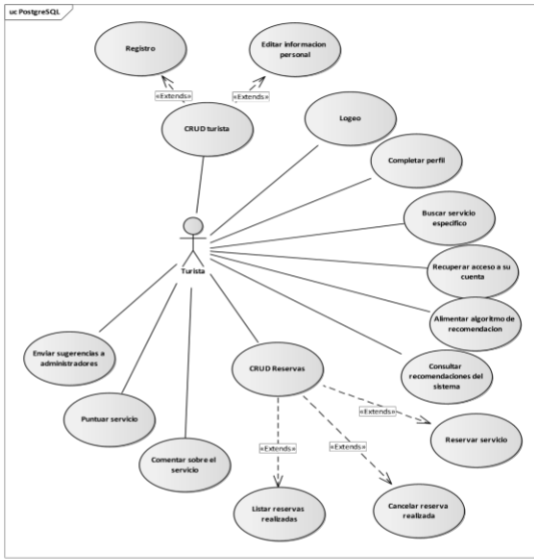 uc PostgreSQL
Registro
Editar informacion
personal
«Extends»
«Extends»
CRUD turista
Logeo
Completar perfil
Buscar servicio
especifico
Recuperar acceso a su
cuenta
Turista
Alimentar algoritmo de
recomendacion
Enviar sugerencias a
administradores
CRUD Reservas
Consultar
recomendaciones del
sistema
Puntuar servicio
«Extends»
Reservar servicio
Comentar sobre el
servicio
«Extends»
«Extends»
Listar reservas
realizadas
Cancelar reserva
realizada